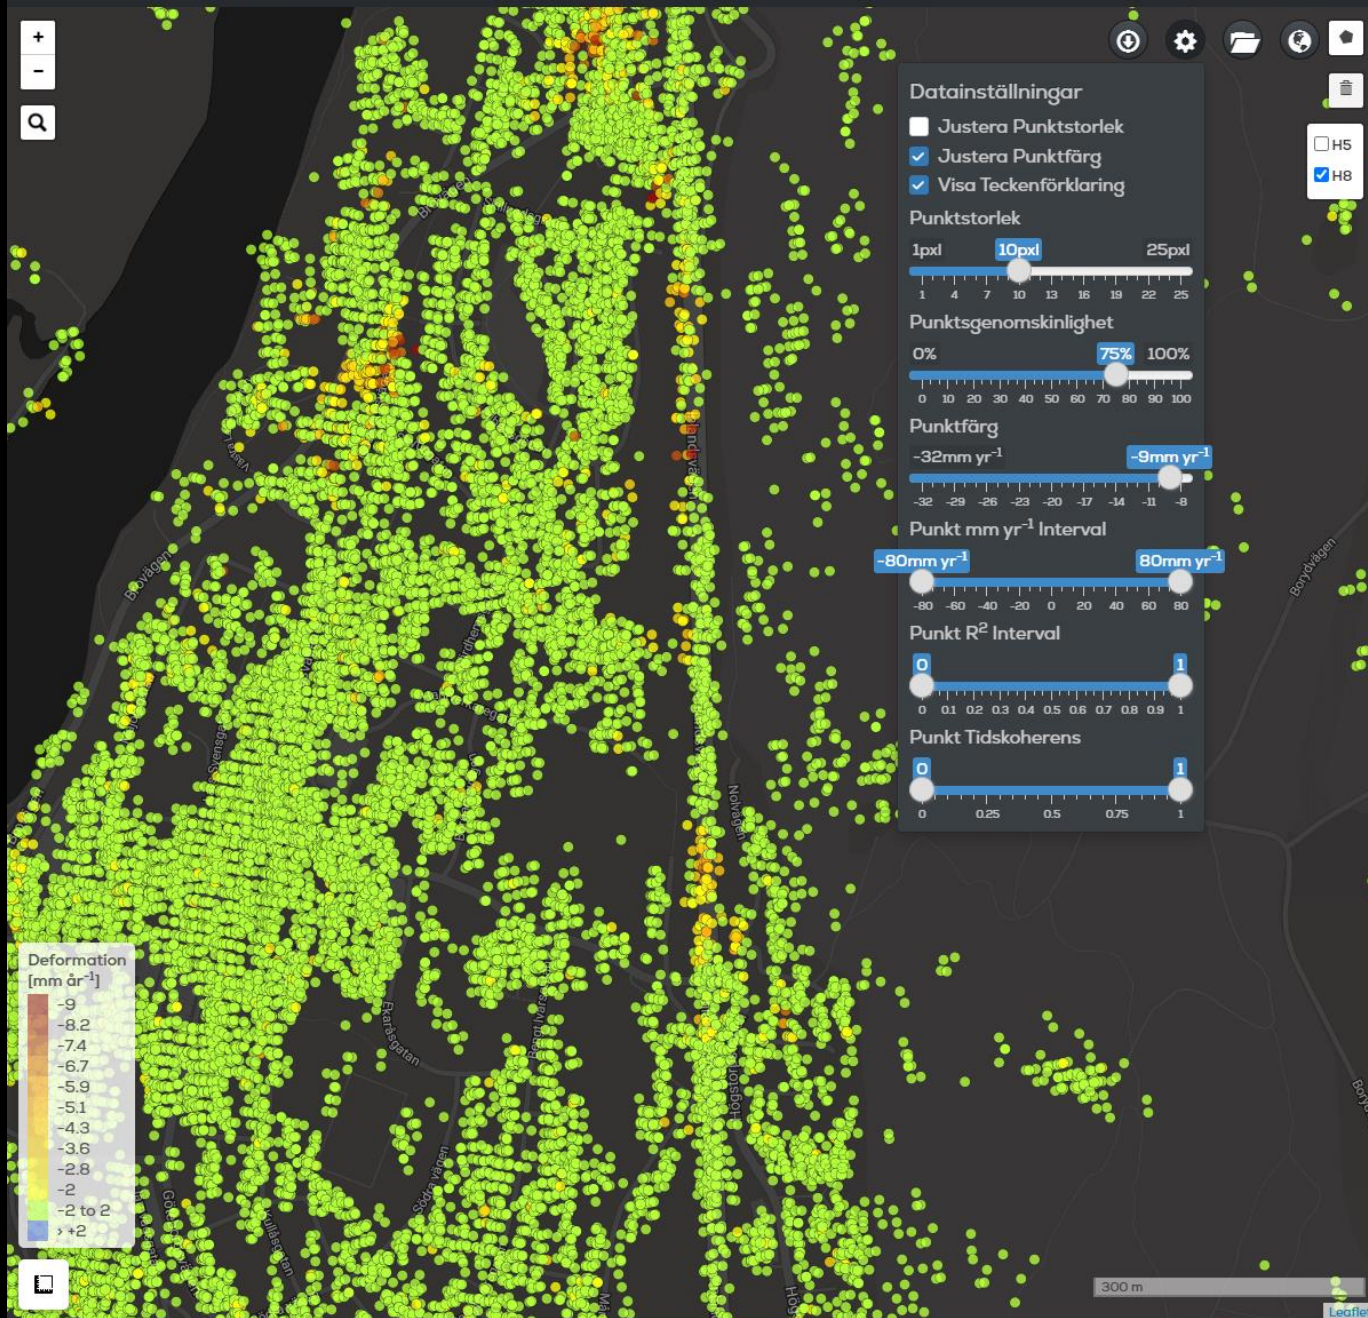 +
−
Datainställningar
Justera Punktstorlek
Justera Punktfärg
Visa Teckenförklaring
H5
H8
Punktstorlek
1pxl 10pxl 25pxl
1 4 7 10 13 16 19 22 25
Punktsgenomskinlighet
0% 75% 100%
0 10 20 30 40 50 60 70 80 90 100
Punktfärg
-32mm yr⁻¹ -9mm yr⁻¹
-32 -29 -26 -23 -20 -17 -14 -11 -8
Punkt mm yr⁻¹ Interval
-80mm yr⁻¹ 80mm yr⁻¹
-80 -60 -40 -20 0 20 40 60 80
Punkt R² Interval
0 1
0 0.1 0.2 0.3 0.4 0.5 0.6 0.7 0.8 0.9 1
Punkt Tidskoherens
0 1
0 0.25 0.5 0.75 1
Brovägen
Borydvägen
Nolvägen
Ekaråsgatan
Södra vägen
Kullåsgatan
Deformation
[mm år⁻¹]
-9
-8.2
-7.4
-6.7
-5.9
-5.1
-4.3
-3.6
-2.8
-2
-2 to 2
> +2
300 m
Leafle